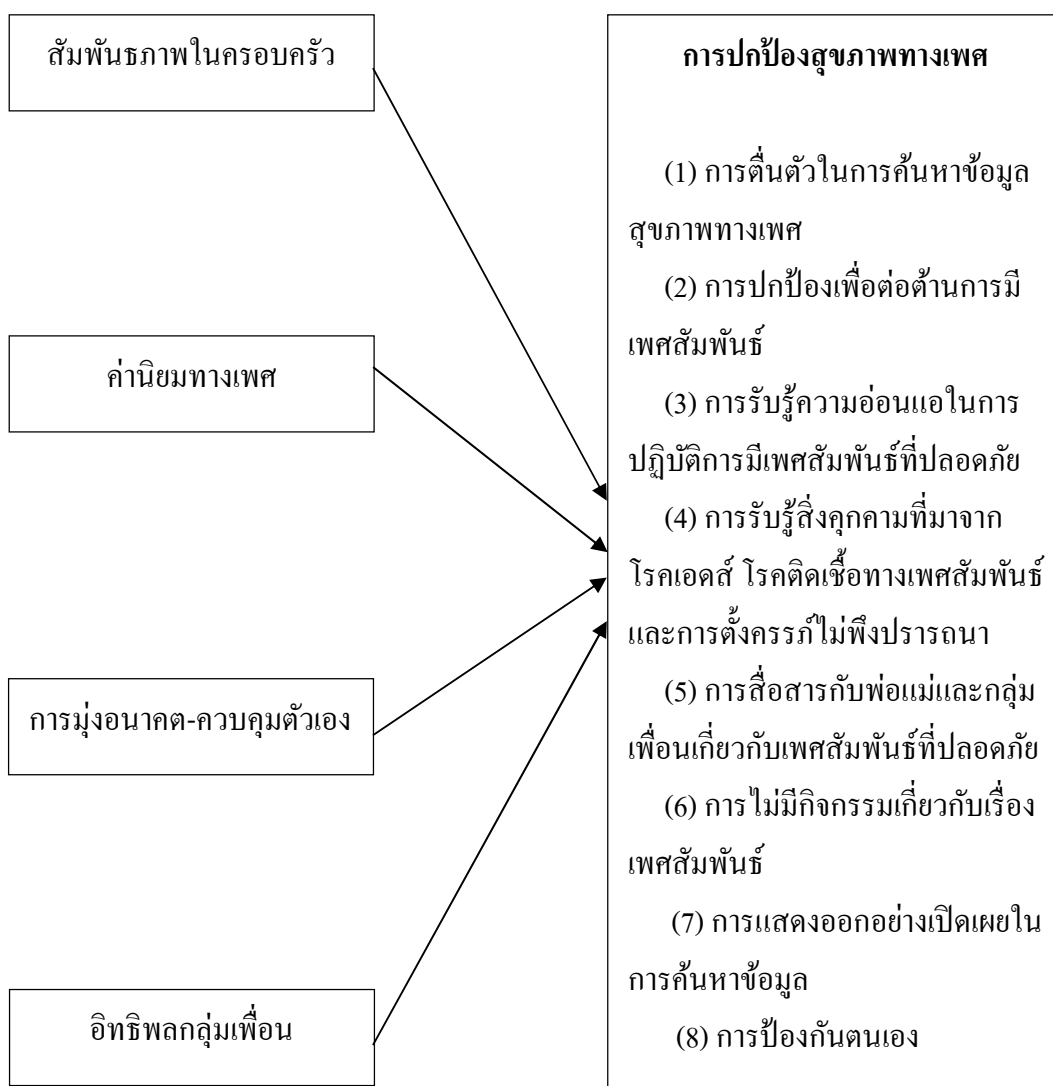 สัมพันธภาพในครอบครัว
ค่านิยมทางเพศ
การมุ่งอนาคต-ควบคุมตัวเอง
อิทธิพลกลุ่มเพื่อน
การปกป้องสุขภาพทางเพศ
(1) การตื่นตัวในการค้นหาข้อมูล
สุขภาพทางเพศ
(2) การปกป้องเพื่อต่อต้านการมี
เพศสัมพันธ์
(3) การรับรู้ความอ่อนแอในการ
ปฏิบัติการมีเพศสัมพันธ์ที่ปลอดภัย
(4) การรับรู้สิ่งคุกคามที่มาจาก
โรคเอดส์ โรคติดเชื้อทางเพศสัมพันธ์
และการตั้งครรภ์ไม่พึงปรารถนา
(5) การสื่อสารกับพ่อแม่และกลุ่ม
เพื่อนเกี่ยวกับเพศสัมพันธ์ที่ปลอดภัย
(6) การไม่มีกิจกรรมเกี่ยวกับเรื่อง
เพศสัมพันธ์
(7) การแสดงออกอย่างเปิดเผยใน
การค้นหาข้อมูล
(8) การป้องกันตนเอง